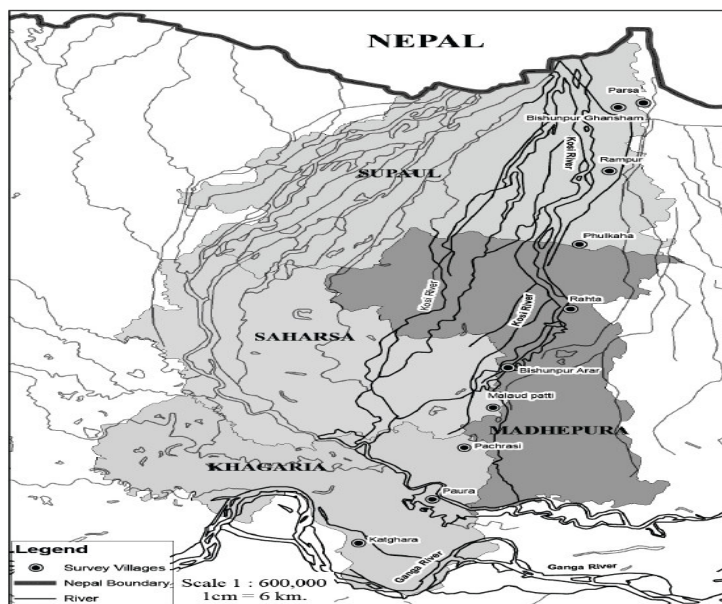 NEPAL
Parsa
Bishunpur Ghansham
Kosi River
Rampur
SUPAUL
Phulkaha
Kosi River
Kosi River
Rahta
SAHARSA
Bishunpur Arar
Malaud patti
MADHEPURA
Pachrasi
KHAGARIA
Paura
Katghara
Ganga River
Ganga River
Legend
Survey Villages
Nepal Boundary
River
Scale 1 : 600,000
1cm = 6 km.